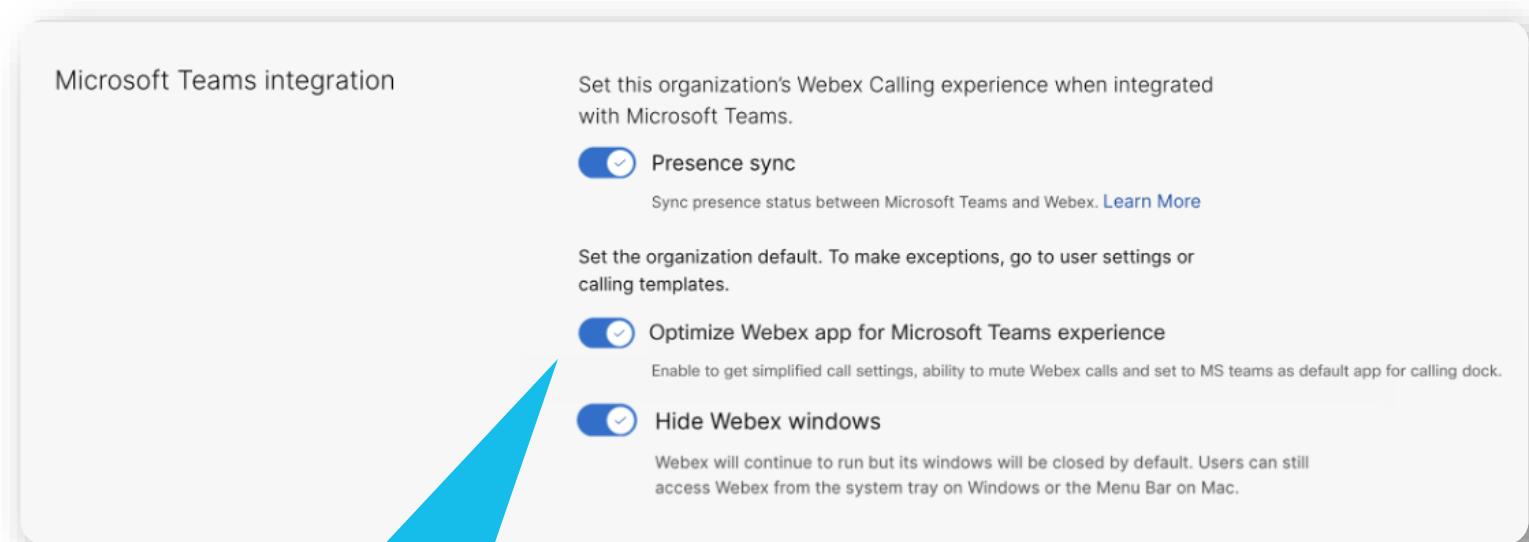 Microsoft Teams integration
Set this organization’s Webex Calling experience when integrated
with Microsoft Teams.
Presence sync
Sync presence status between Microsoft Teams and Webex. Learn More
Set the organization default. To make exceptions, go to user settings or
calling templates.
Optimize Webex app for Microsoft Teams experience
Enable to get simplified call settings, ability to mute Webex calls and set to MS teams as default app for calling dock.
Hide Webex windows
Webex will continue to run but its windows will be closed by default. Users can still
access Webex from the system tray on Windows or the Menu Bar on Mac.